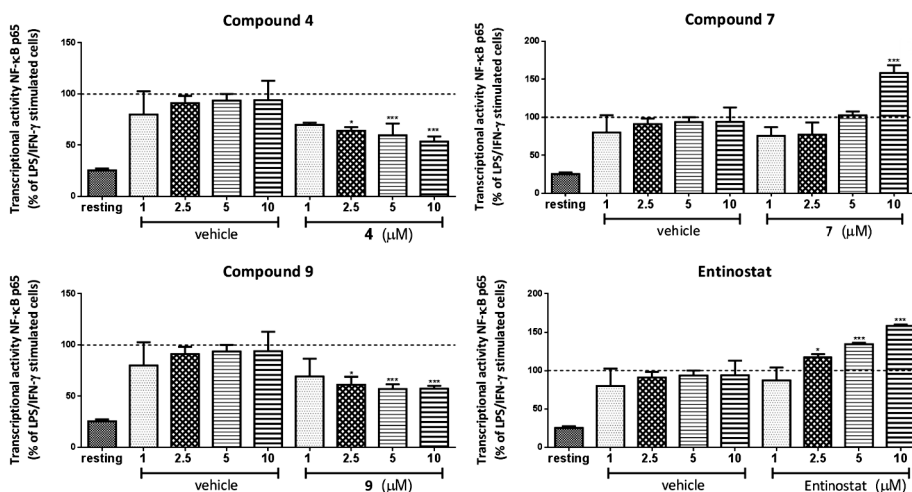 Compound 4
Transcriptional activity NF-κB p65
(% of LPS/IFN-γ stimulated cells)
150
100
50
0
*
***
***
resting 1 2.5 5 10 1 2.5 5 10
vehicle 4 (μM)
Compound 7
Transcriptional activity NF-κB p65
(% of LPS/IFN-γ stimulated cells)
200
150
100
50
0
***
resting 1 2.5 5 10 1 2.5 5 10
vehicle 7 (μM)
Compound 9
Transcriptional activity NF-κB p65
(% of LPS/IFN-γ stimulated cells)
150
100
50
0
*
***
***
resting 1 2.5 5 10 1 2.5 5 10
vehicle 9 (μM)
Entinostat
Transcriptional activity NF-κB p65
(% of LPS/IFN-γ stimulated cells)
200
150
100
50
0
*
***
***
resting 1 2.5 5 10 1 2.5 5 10
vehicle Entinostat (μM)